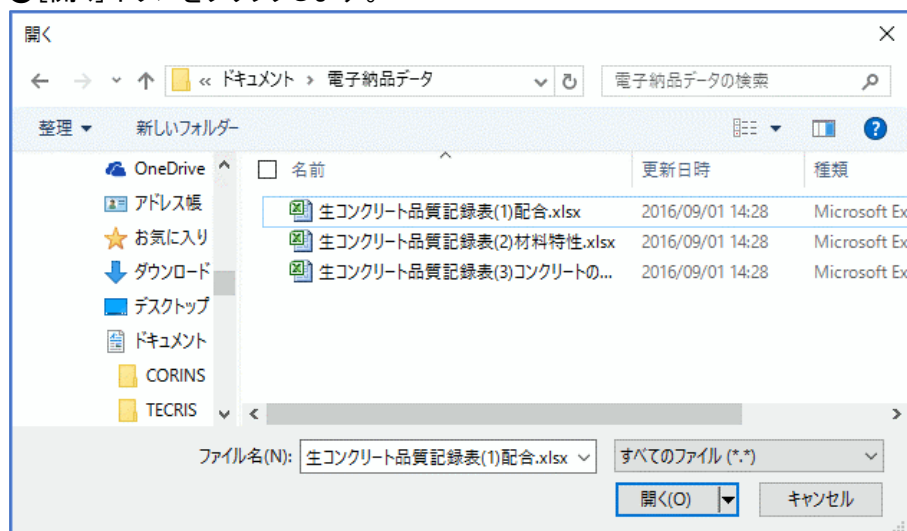 開く
« ドキュメント > 電子納品データ
電子納品データの検索
整理
新しいフォルダー
OneDrive
アドレス帳
お気に入り
ダウンロード
デスクトップ
ドキュメント
CORINS
TECRIS
名前 更新日時 種類
生コンクリート品質記録表(1)配合.xlsx 2016/09/01 14:28 Microsoft Ex
生コンクリート品質記録表(2)材料特性.xlsx 2016/09/01 14:28 Microsoft Ex
生コンクリート品質記録表(3)コンクリートの... 2016/09/01 14:28 Microsoft Ex
ファイル名(N): 生コンクリート品質記録表(1)配合.xlsx
すべてのファイル (*.*)
開く(O)
キャンセル